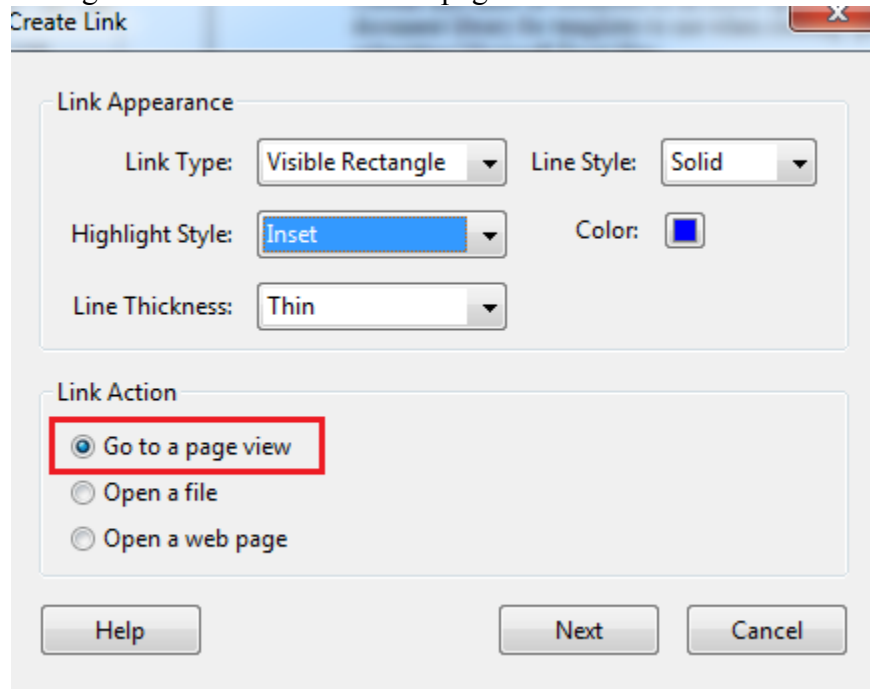 Create Link
Link Appearance
Link Type: Visible Rectangle Line Style: Solid
Highlight Style: Inset Color:
Line Thickness: Thin
Link Action
Go to a page view
Open a file
Open a web page
Help Next Cancel